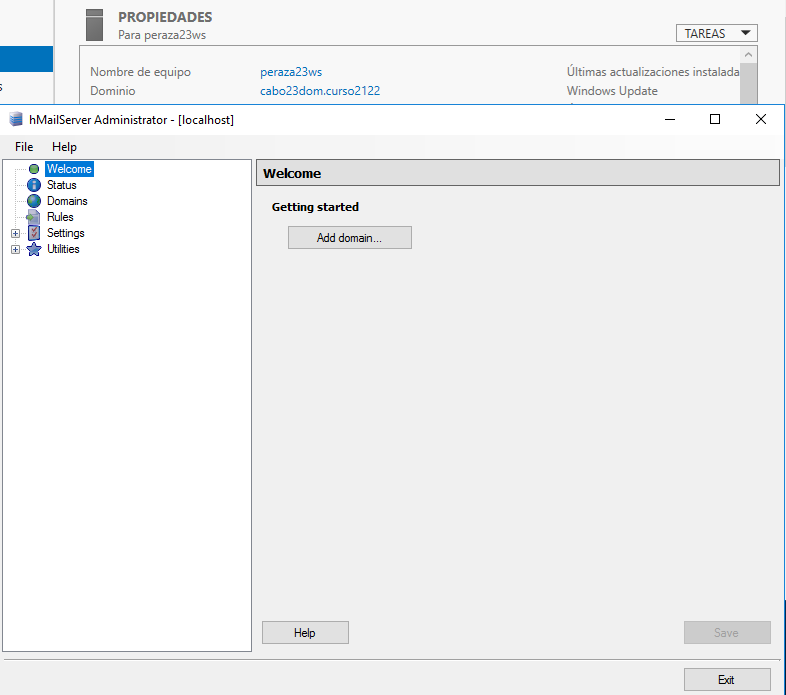 PROPIEDADES
Para peraza23ws
TAREAS
Nombre de equipo peraza23ws Últimas actualizaciones instalada
Dominio cabo23dom.curso2122 Windows Update
hMailServer Administrator - [localhost]
File Help
Welcome
Status
Domains
Rules
Settings
Utilities
Welcome
Getting started
Add domain...
Help Save
Exit